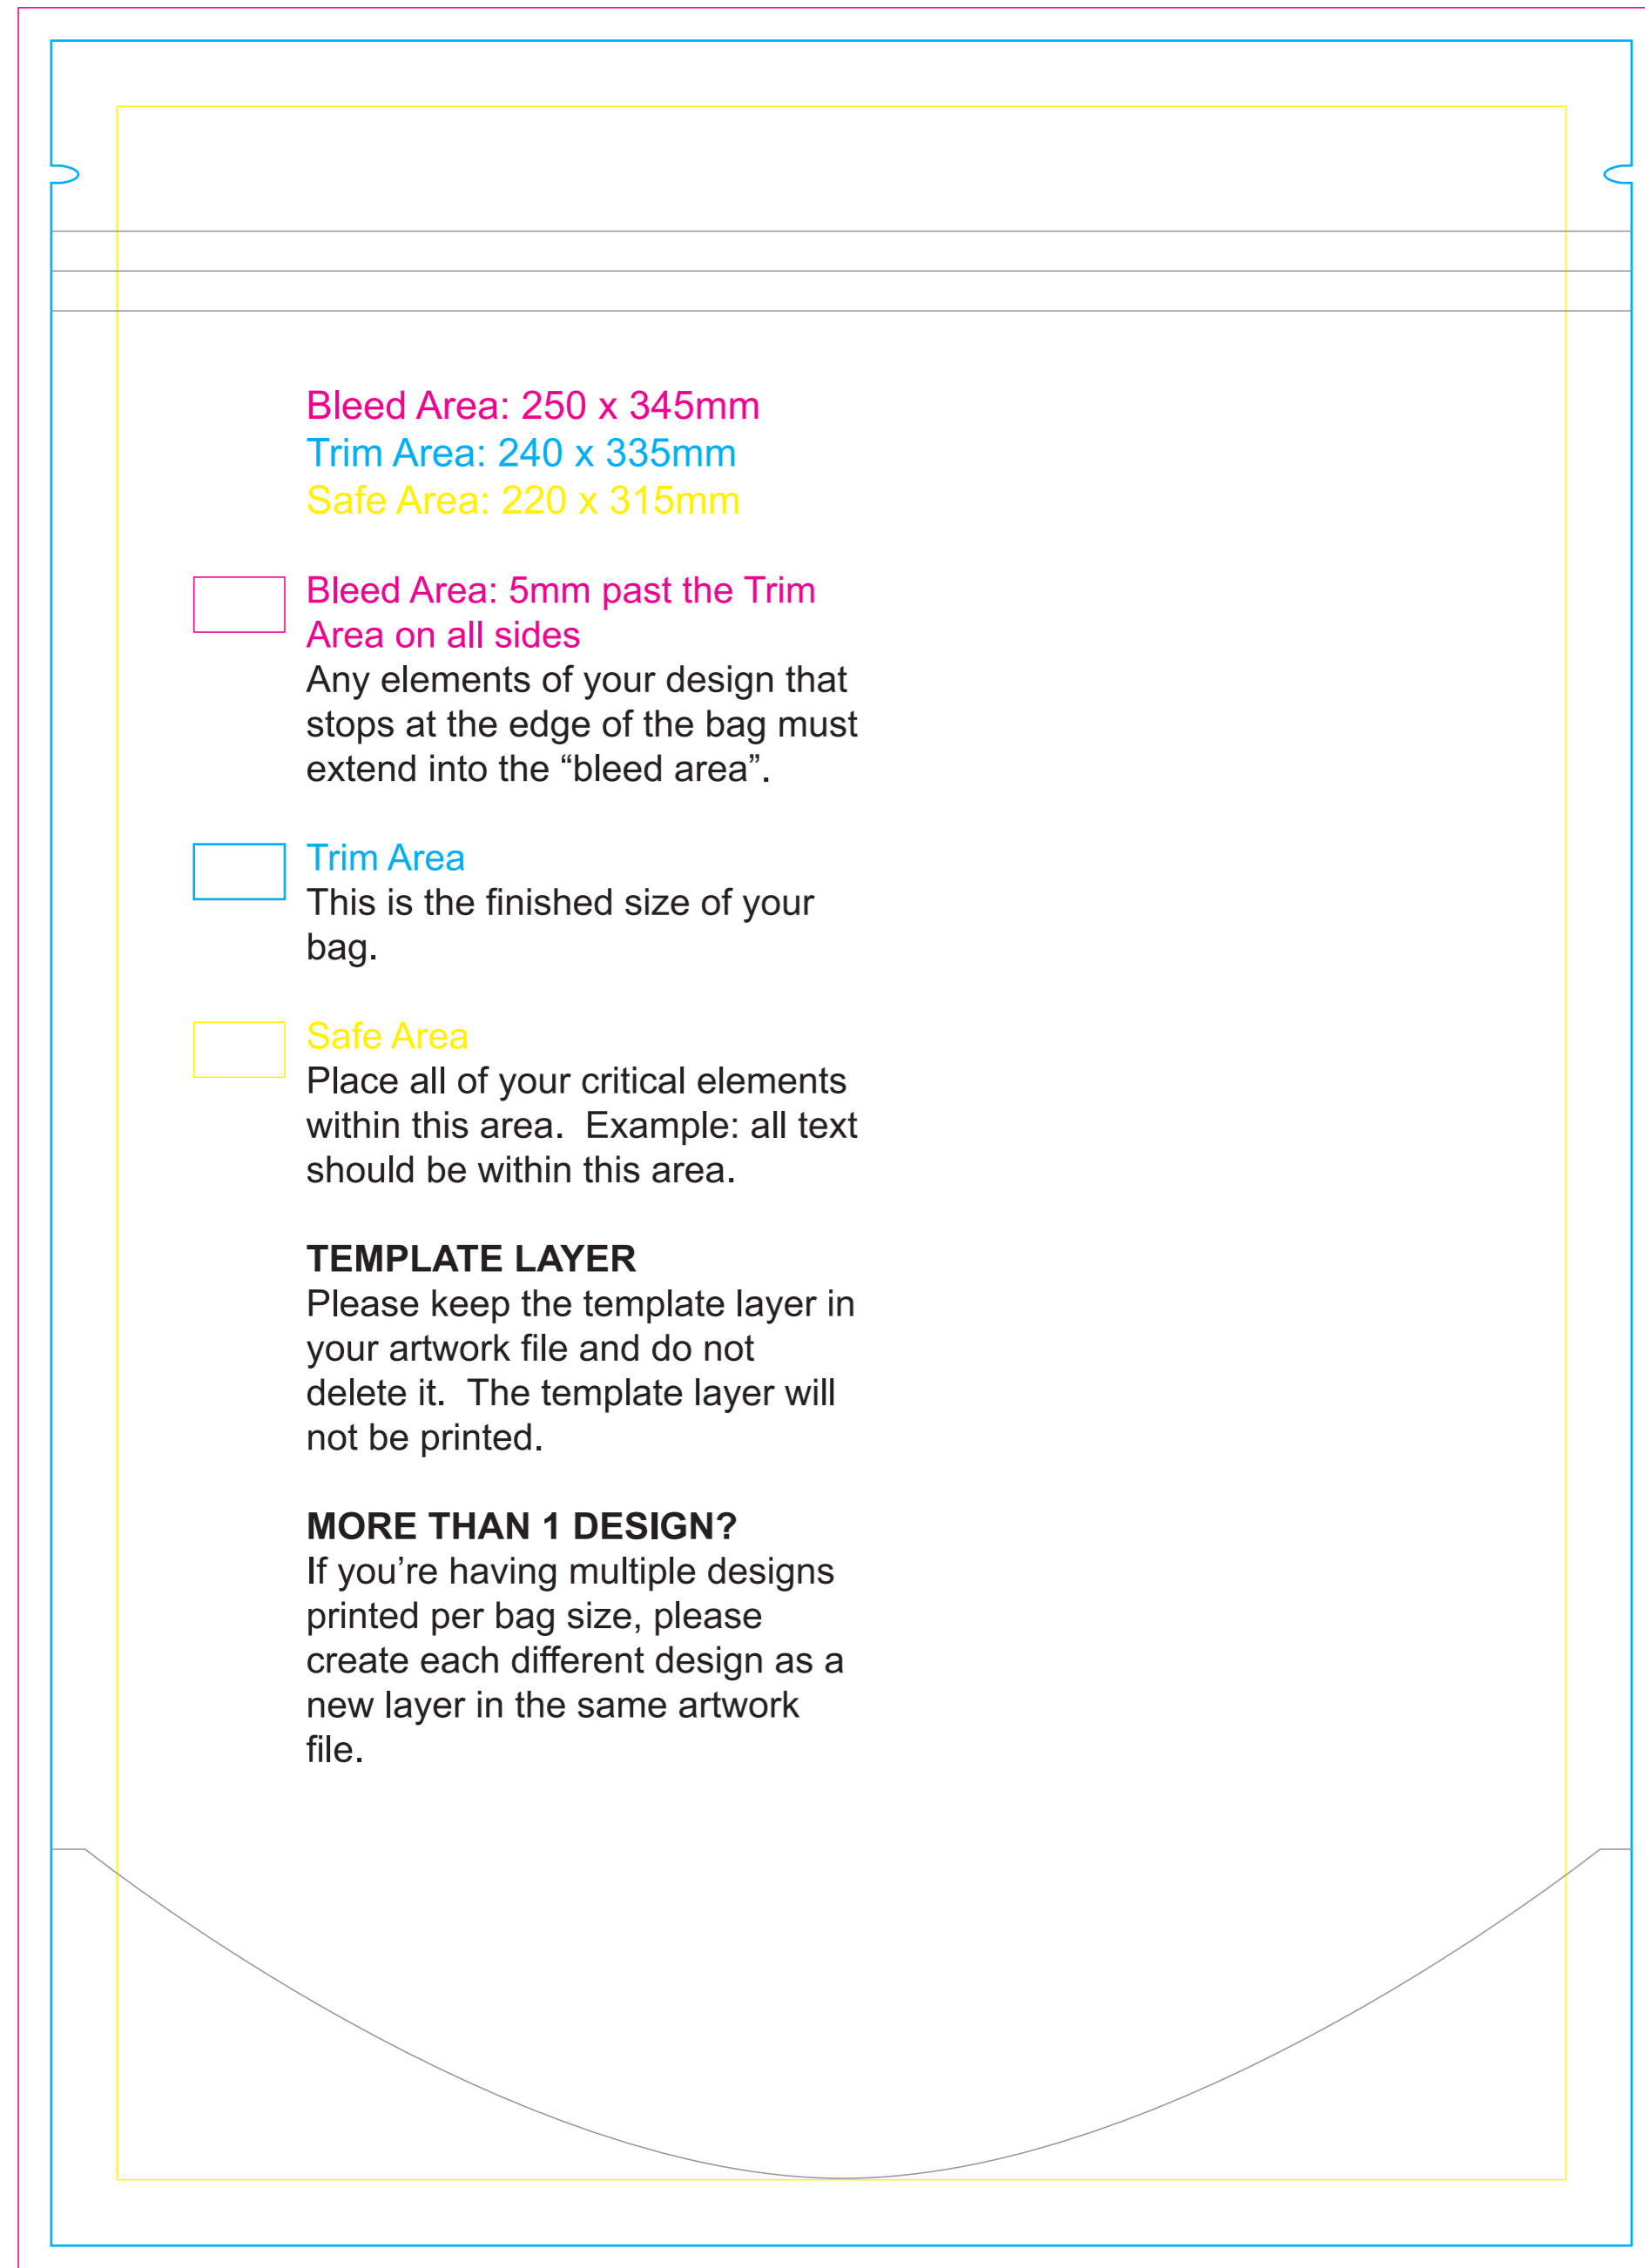 Bleed Area: 250 x 345mm
Trim Area: 240 x 335mm
Safe Area: 220 x 315mm
Bleed Area: 5mm past the Trim
Area on all sides
Any elements of your design that
stops at the edge of the bag must
extend into the “bleed area”.
Trim Area
This is the finished size of your
bag.
Safe Area
Place all of your critical elements
within this area.  Example: all text
should be within this area.
TEMPLATE LAYER
Please keep the template layer in
your artwork file and do not
delete it.  The template layer will
not be printed.
MORE THAN 1 DESIGN?
If you’re having multiple designs
printed per bag size, please
create each different design as a
new layer in the same artwork
file.